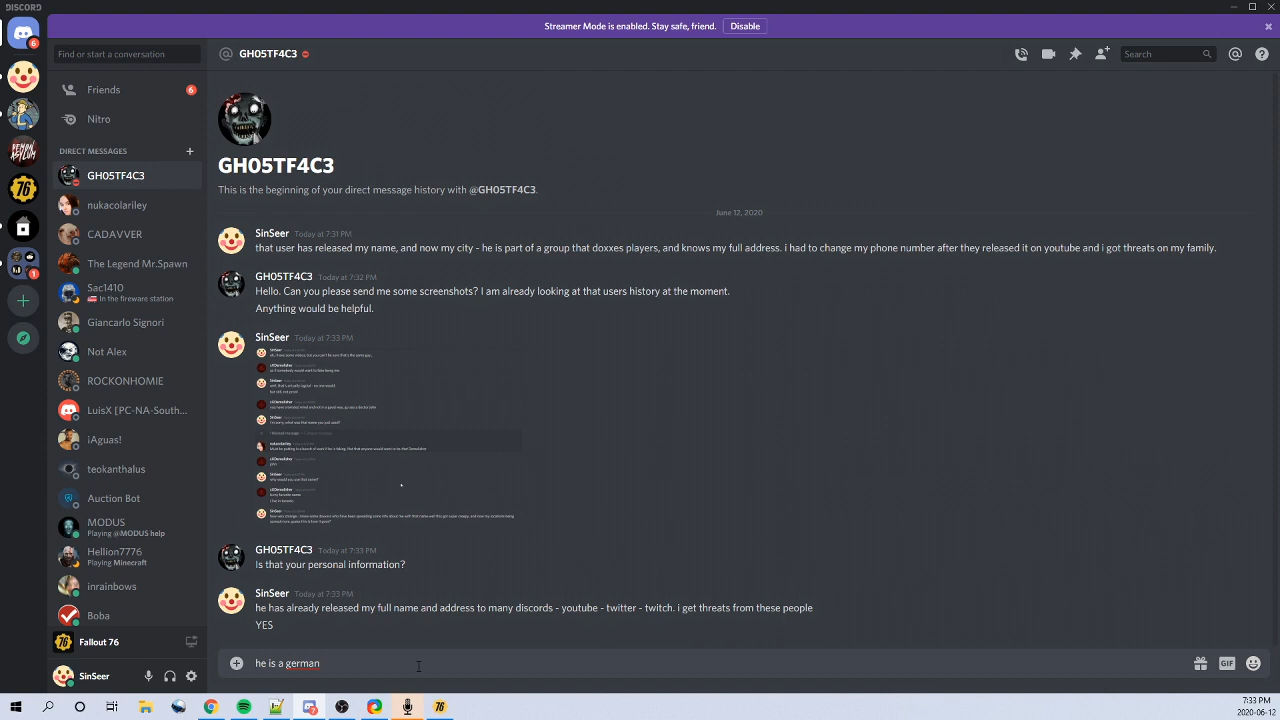 DISCORD
Streamer Mode is enabled. Stay safe, friend.
Disable
6
Find or start a conversation
@ GH05TF4C3
Search
Friends
6
Nitro
DIRECT MESSAGES
GH05TF4C3
nukacolariley
CADAVVER
The Legend Mr.Spawn
Sac1410
In the fireware station
Giancarlo Signori
Not Alex
ROCKONHOMIE
LuisX [PC-NA-South...
iAguas!
teokanthalus
Auction Bot
MODUS
Playing @MODUS help
Hellion7776
Playing Minecraft
inrainbows
Boba
Fallout 76
SinSeer
76
1
GH05TF4C3
This is the beginning of your direct message history with @GH05TF4C3.
June 12, 2020
SinSeer Today at 7:31 PM
that user has released my name, and now my city - he is part of a group that doxxes players, and knows my full address. i had to change my phone number after they released it on youtube and i got threats on my family.
GH05TF4C3 Today at 7:32 PM
Hello. Can you please send me some screenshots? I am already looking at that users history at the moment.
Anything would be helpful.
SinSeer Today at 7:33 PM
GH05TF4C3 Today at 7:33 PM
Is that your personal information?
SinSeer Today at 7:33 PM
he has already released my full name and address to many discords - youtube - twitter - twitch. i get threats from these people
YES
he is a german
GIF
7:33 PM
2020-06-12